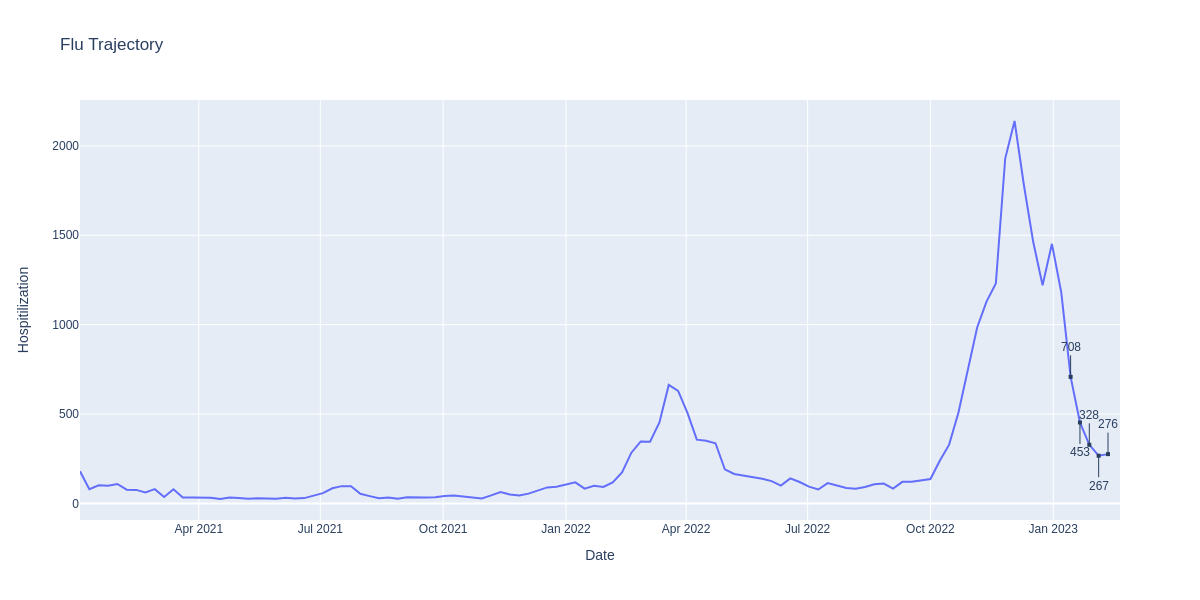 Flu Trajectory
Hospitilization
2000
1500
1000
500
0
708
328
276
453
267
Apr 2021
Jul 2021
Oct 2021
Jan 2022
Apr 2022
Jul 2022
Oct 2022
Jan 2023
Date